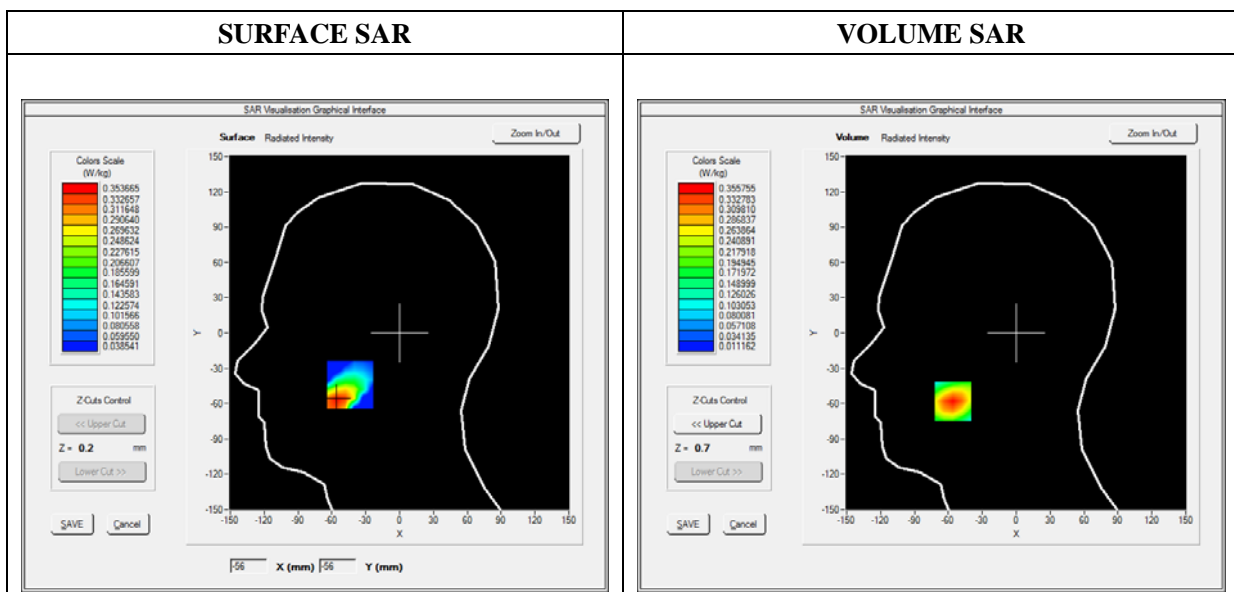 SURFACE SAR
VOLUME SAR
SAR Visualisation Graphical Interface
Surface Radiated Intensity
Zoom In/Out
Colors Scale
(W/kg)
0.353665
0.332657
0.311648
0.290640
0.269632
0.248624
0.227615
0.206607
0.185599
0.164591
0.143583
0.122574
0.101566
0.080558
0.059550
0.038541
150
120
90
60
30
0
-30
-60
-90
-120
-150
Y
-150 -120 -90 -60 -30 0 30 60 90 120 150
X
Z-Cuts Control
<< Upper Cut
Z = 0.2 mm
Lower Cut >>
SAVE Cancel
-56 X (mm) -56 Y (mm)
SAR Visualisation Graphical Interface
Volume Radiated Intensity
Zoom In/Out
Colors Scale
(W/kg)
0.355755
0.332783
0.309810
0.286837
0.263864
0.240891
0.217918
0.194945
0.171972
0.148999
0.126026
0.103053
0.080081
0.057108
0.034135
0.011162
150
120
90
60
30
0
-30
-60
-90
-120
-150
Y
-150 -120 -90 -60 -30 0 30 60 90 120 150
X
Z-Cuts Control
<< Upper Cut
Z = 0.7 mm
Lower Cut >>
SAVE Cancel